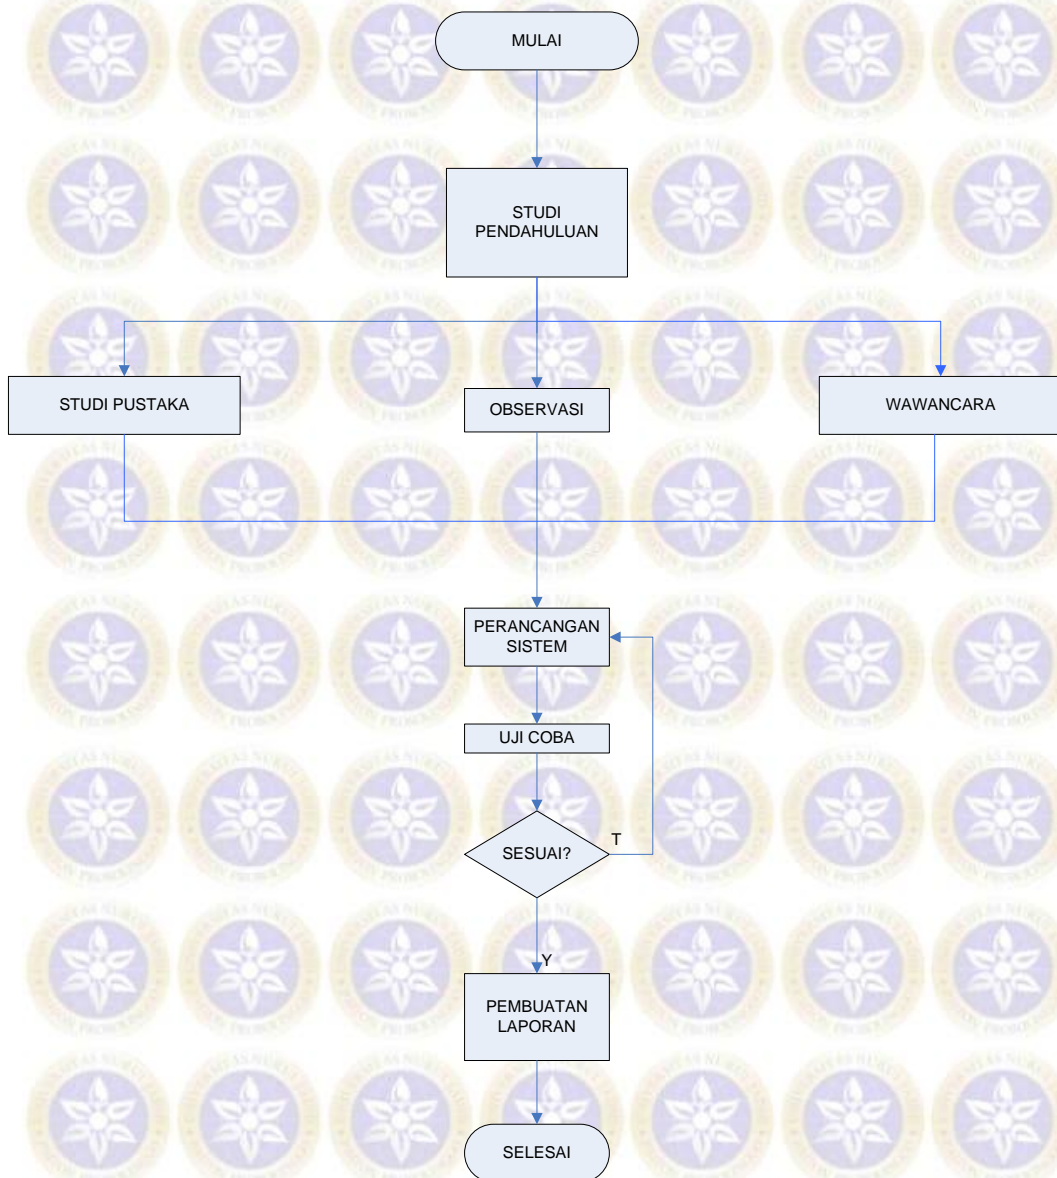 MULAI
STUDI
PENDAHULUAN
STUDI PUSTAKA
OBSERVASI
WAWANCARA
PERANCANGAN
SISTEM
UJI COBA
SESUAI?
T
Y
PEMBUATAN
LAPORAN
SELESAI